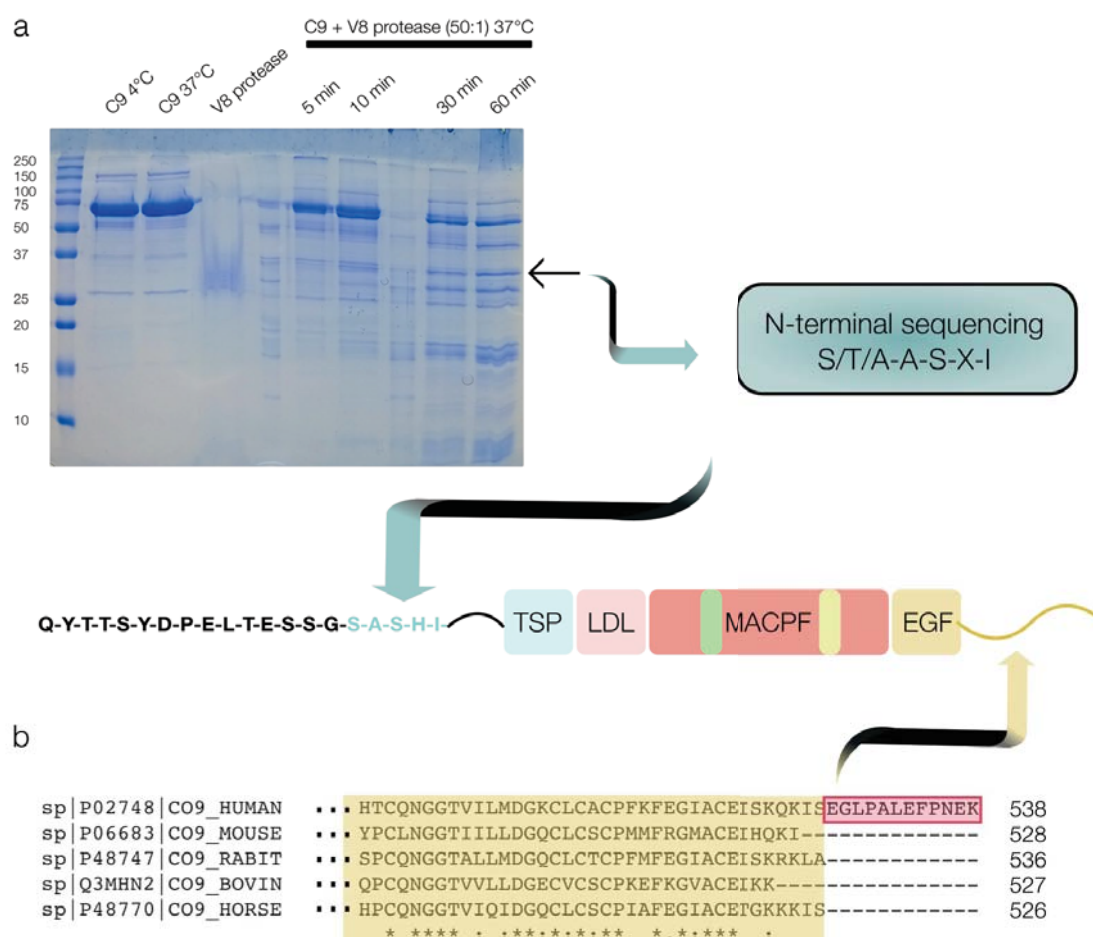 a
C9 + V8 protease (50:1) 37°C
C9 4°C
C9 37°C
V8 protease
5 min
10 min
30 min
60 min
250
150
100
75
50
37
25
20
15
10
N-terminal sequencing
S/T/A-A-S-X-I
Q-Y-T-T-S-Y-D-P-E-L-T-E-S-S-G-S-A-S-H-I-
TSP
LDL
MACPF
EGF
b
sp|P02748|CO9_HUMAN ... HTCQNGGTVILMDGKCLCACPFKFEGIACEISKQKISEGLPALEFPNEK 538
sp|P06683|CO9_MOUSE ... YPCLNGGTIILLDGQCLCSCPMMFRGMACEIHQKI-------------- 528
sp|P48747|CO9_RABIT ... SPCQNGGTALLMDGQCLCTCPFMFEGIACEISKRKLA------------ 536
sp|Q3MHN2|CO9_BOVIN ... QPCQNGGTVVLLDGECVCSCPKEFKGVACEIKK---------------- 527
sp|P48770|CO9_HORSE ... HPCQNGGTVIQIDGQCLCSCPIAFEGIACETGKKKIS------------ 526
* **** . .**.*.*.** * *.*** .